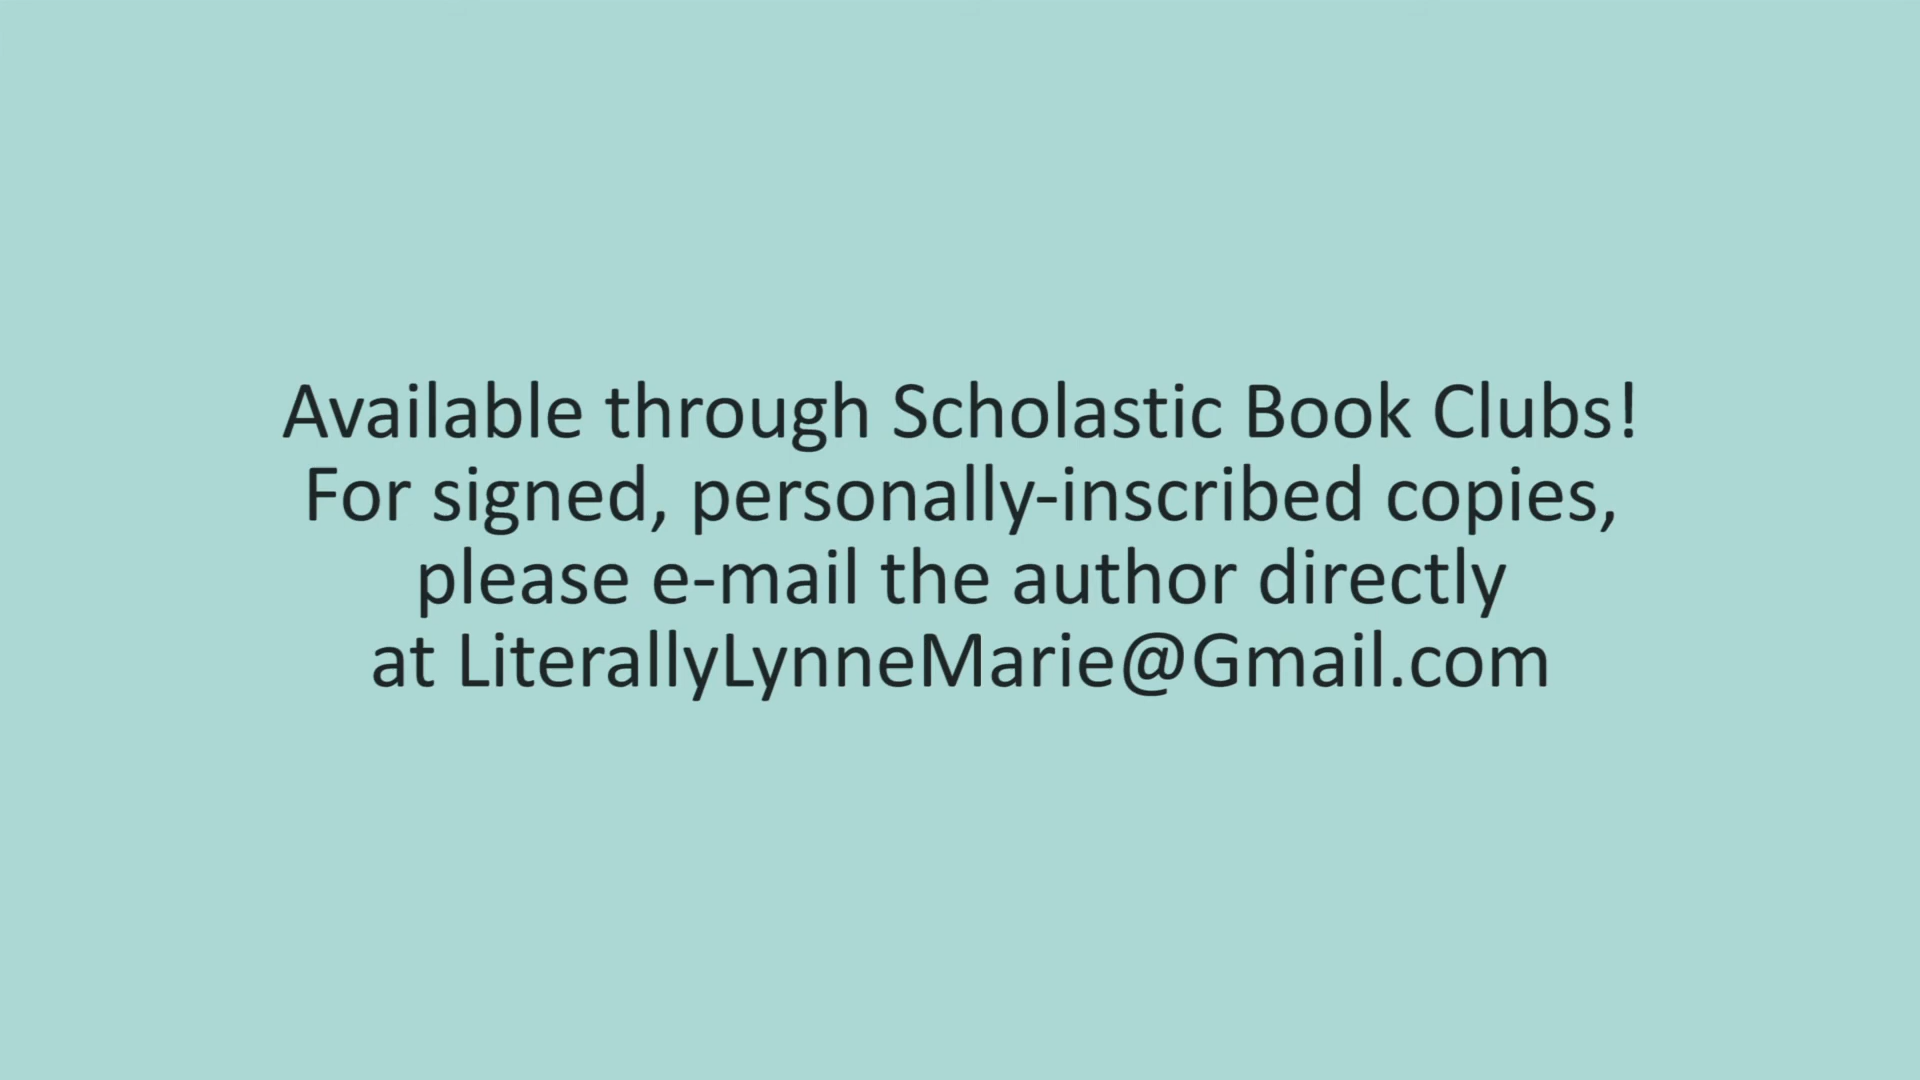 Available through Scholastic Book Clubs!
For signed, personally-inscribed copies,
please e-mail the author directly
at LiterallyLynneMarie@Gmail.com